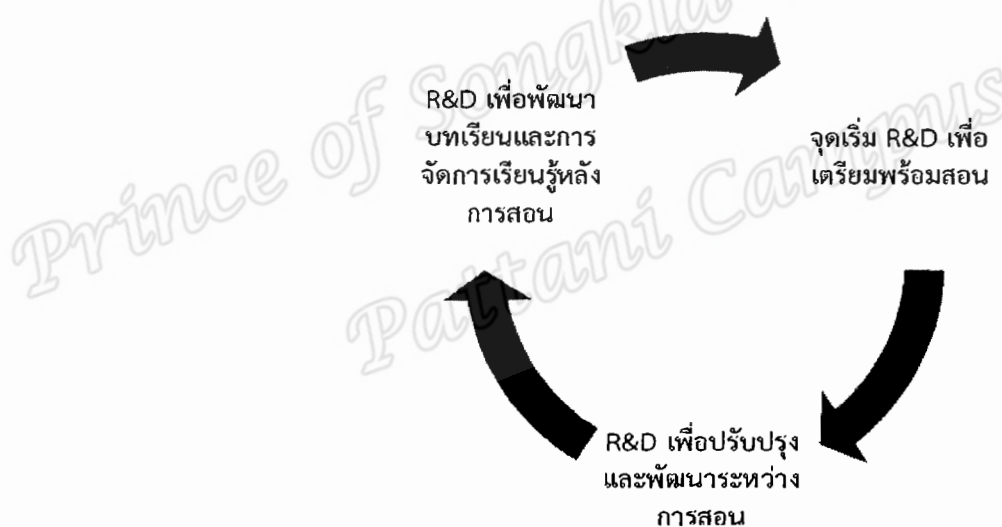 Prince of Songkla
Pattani Campus
R&D เพื่อพัฒนา
บทเรียนและการ
จัดการเรียนรู้หลัง
การสอน
จุดเริ่ม R&D เพื่อ
เตรียมพร้อมสอน
R&D เพื่อปรับปรุง
และพัฒนาระหว่าง
การสอน